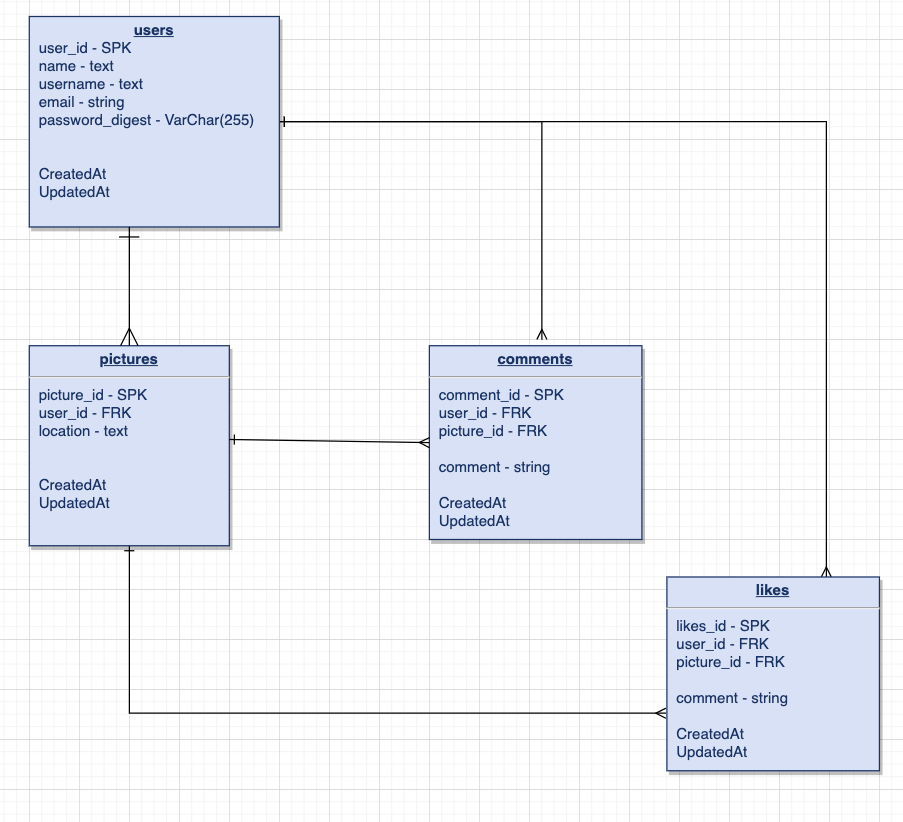 users
user_id - SPK
name - text
username - text
email - string
password_digest - VarChar(255)
CreatedAt
UpdatedAt
pictures
picture_id - SPK
user_id - FRK
location - text
CreatedAt
UpdatedAt
comments
comment_id - SPK
user_id - FRK
picture_id - FRK
comment - string
CreatedAt
UpdatedAt
likes
likes_id - SPK
user_id - FRK
picture_id - FRK
comment - string
CreatedAt
UpdatedAt